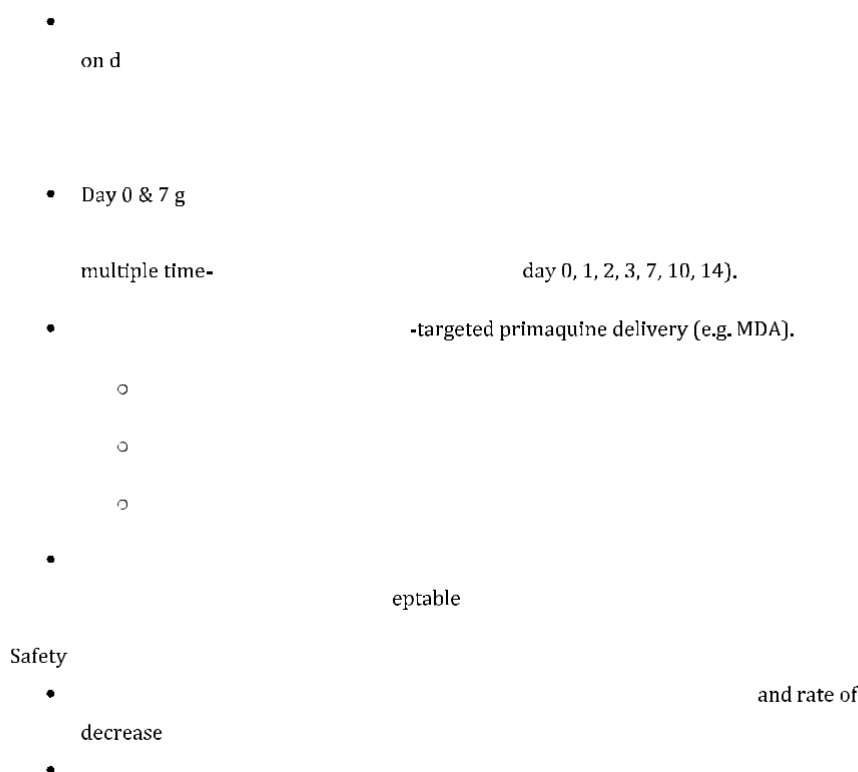 •
on d
• Day 0 & 7 g
multiple time- day 0, 1, 2, 3, 7, 10, 14).
• -targeted primaquine delivery (e.g. MDA).
○
○
○
•
eptable
Safety
• and rate of
decrease
•